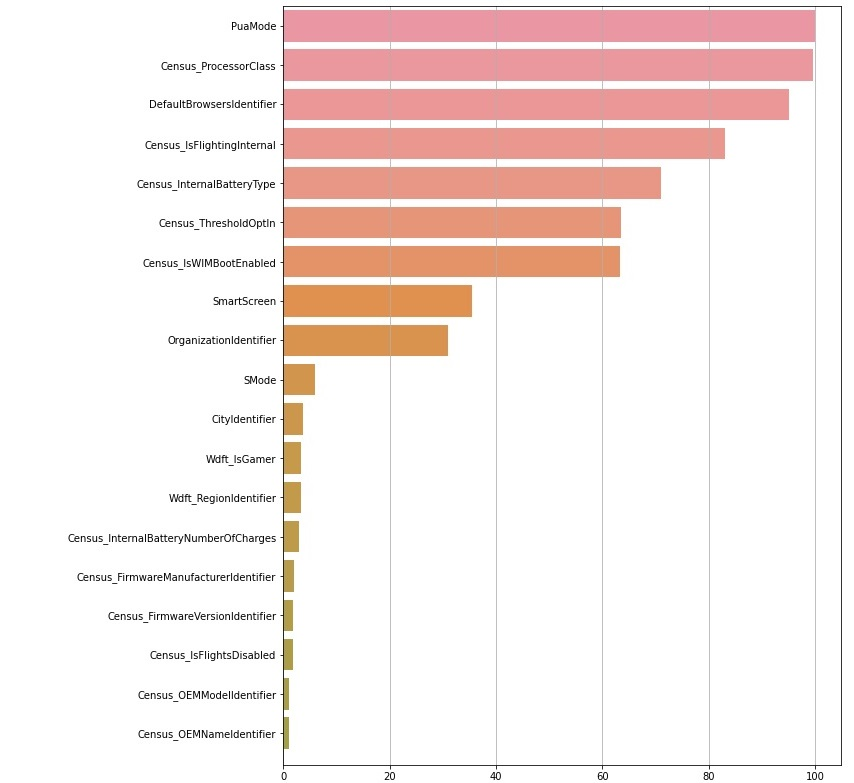 PuaMode
Census_ProcessorClass
DefaultBrowsersIdentifier
Census_IsFlightingInternal
Census_InternalBatteryType
Census_ThresholdOptIn
Census_IsWIMBootEnabled
SmartScreen
OrganizationIdentifier
SMode
CityIdentifier
Wdft_IsGamer
Wdft_RegionIdentifier
Census_InternalBatteryNumberOfCharges
Census_FirmwareManufacturerIdentifier
Census_FirmwareVersionIdentifier
Census_IsFlightsDisabled
Census_OEMModelIdentifier
Census_OEMNameIdentifier
0 20 40 60 80 100